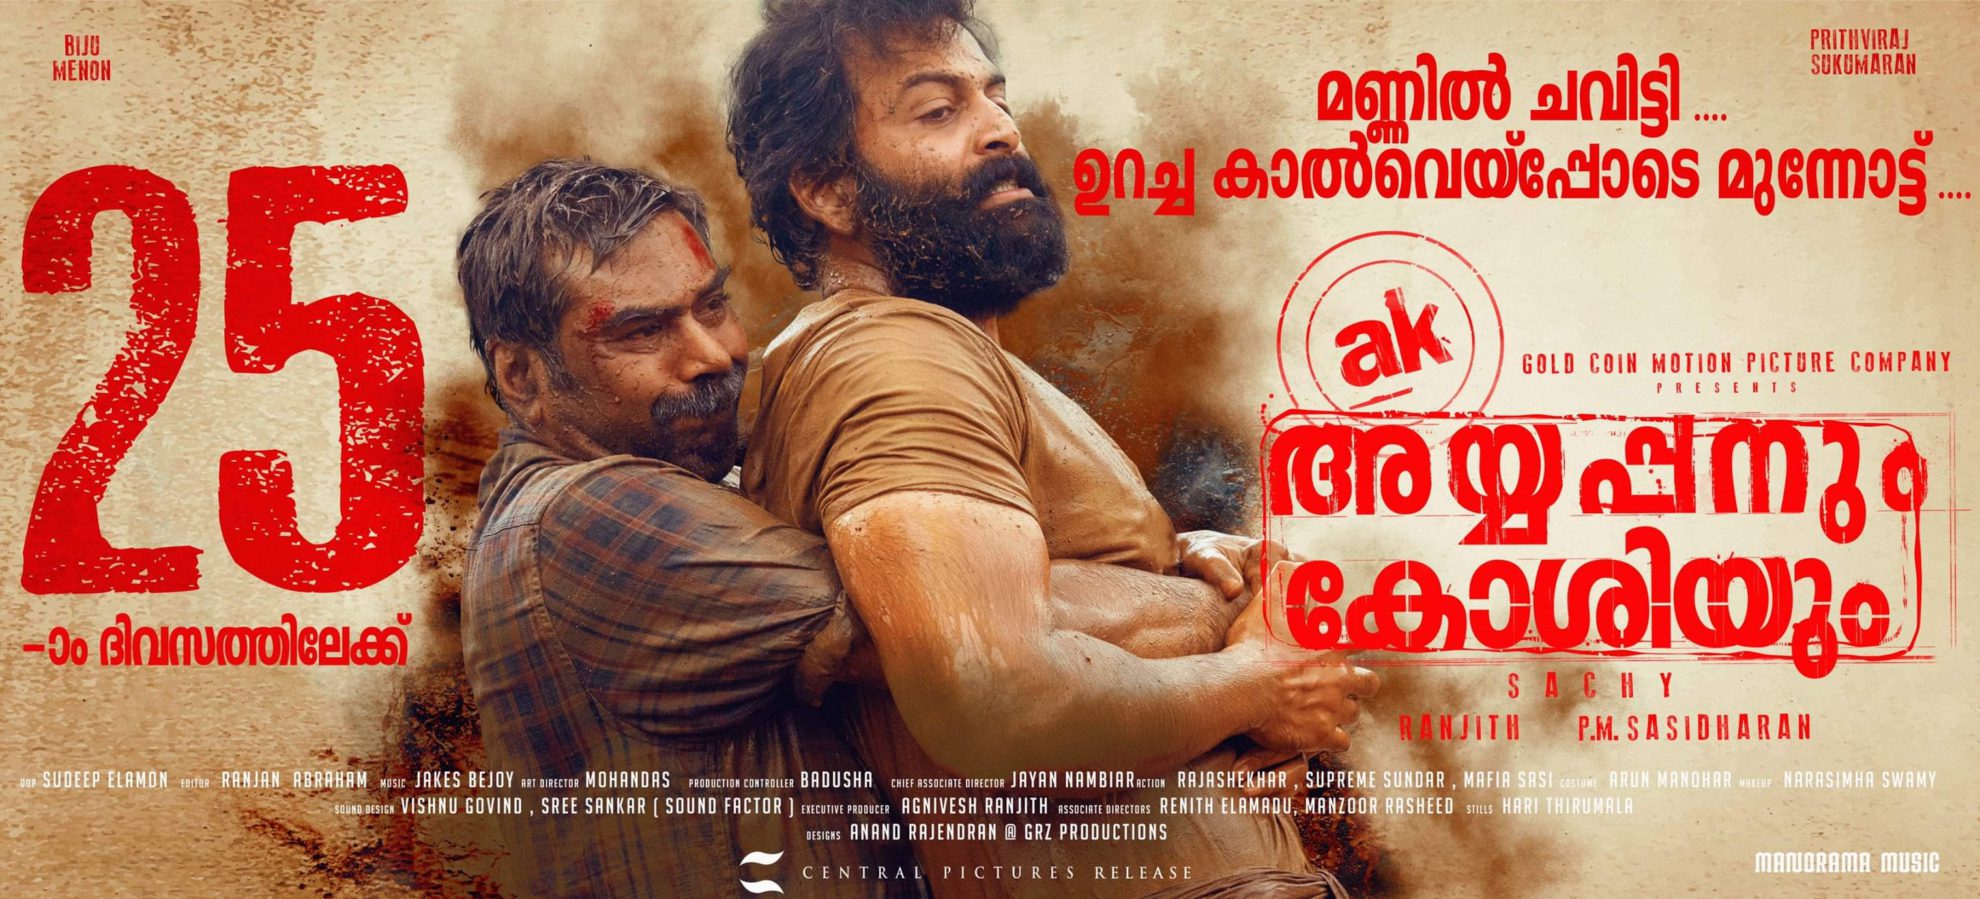 BIJU
MENON
PRITHVIRAJ
SUKUMARAN
മണ്ണിൽ ചവിട്ടി ....
ഉറച്ച കാൽവെയ്പ്പോടെ മുന്നോട്ട് ....
25
-ാം ദിവസത്തിലേക്ക്
ak
GOLD COIN MOTION PICTURE COMPANY
PRESENTS
അയ്യപ്പനും
കോശിയും
SACHY
RANJITH P.M. SASIDHARAN
DOP SUDEEP ELAMON EDITOR RANJAN ABRAHAM MUSIC JAKES BEJOY ART DIRECTOR MOHANDAS PRODUCTION CONTROLLER BADUSHA CHIEF ASSOCIATE DIRECTOR JAYAN NAMBIAR ACTION RAJASHEKHAR , SUPREME SUNDAR , MAFIA SASI COSTUME ARUN MANOHAR MAKEUP NARASIMHA SWAMY
SOUND DESIGN VISHNU GOVIND , SREE SANKAR ( SOUND FACTOR ) EXECUTIVE PRODUCER AGNIVESH RANJITH ASSOCIATE DIRECTORS RENITH ELAMADU, MANZOOR RASHEED STILLS HARI THIRUMALA
DESIGNS ANAND RAJENDRAN @ GRZ PRODUCTIONS
CENTRAL PICTURES RELEASE
MANORAMA MUSIC